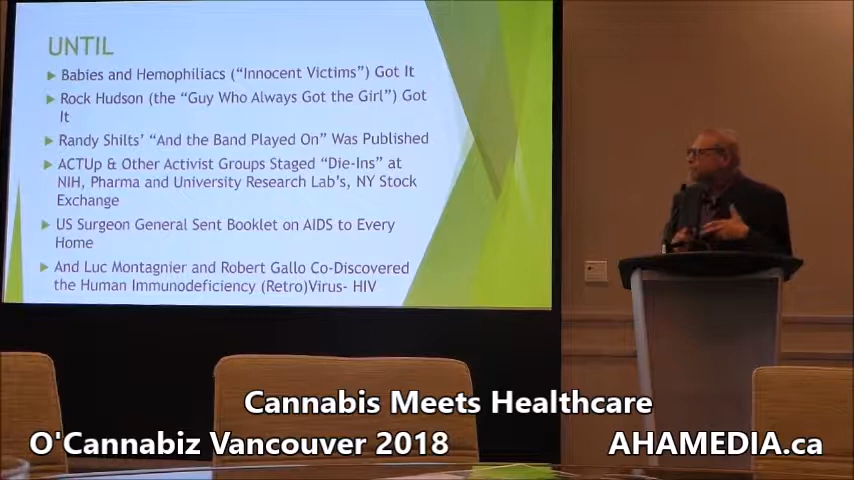 UNTIL
Babies and Hemophiliacs (“Innocent Victims”) Got It
Rock Hudson (the “Guy Who Always Got the Girl”) Got
It
Randy Shilts’ “And the Band Played On” Was Published
ACTUp & Other Activist Groups Staged “Die-Ins” at
NIH, Pharma and University Research Lab’s, NY Stock
Exchange
US Surgeon General Sent Booklet on AIDS to Every
Home
And Luc Montagnier and Robert Gallo Co-Discovered
the Human Immunodeficiency (Retro)Virus- HIV
Cannabis Meets Healthcare
O'Cannabiz Vancouver 2018
AHAMEDIA.ca